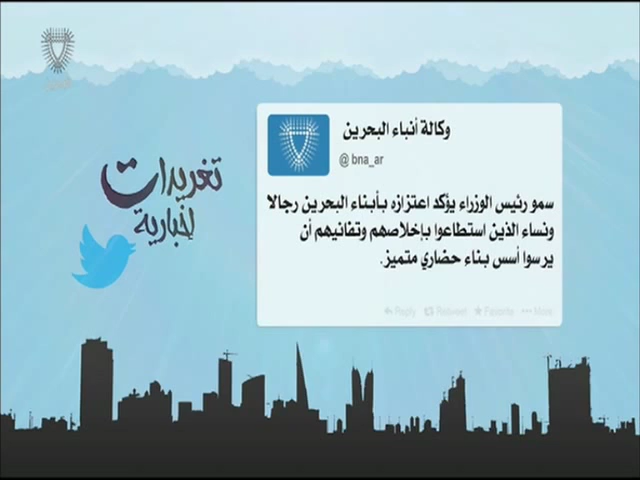 تغريدات
إخبارية
وكالة أنباء البحرين
@bna_ar
سمو رئيس الوزراء يؤكد اعتزازه بأبناء البحرين رجالا
ونساء الذين استطاعوا بإخلاصهم وتفانيهم أن
يرسوا أسس بناء حضاري متميز.
Reply Retweet Favorite More